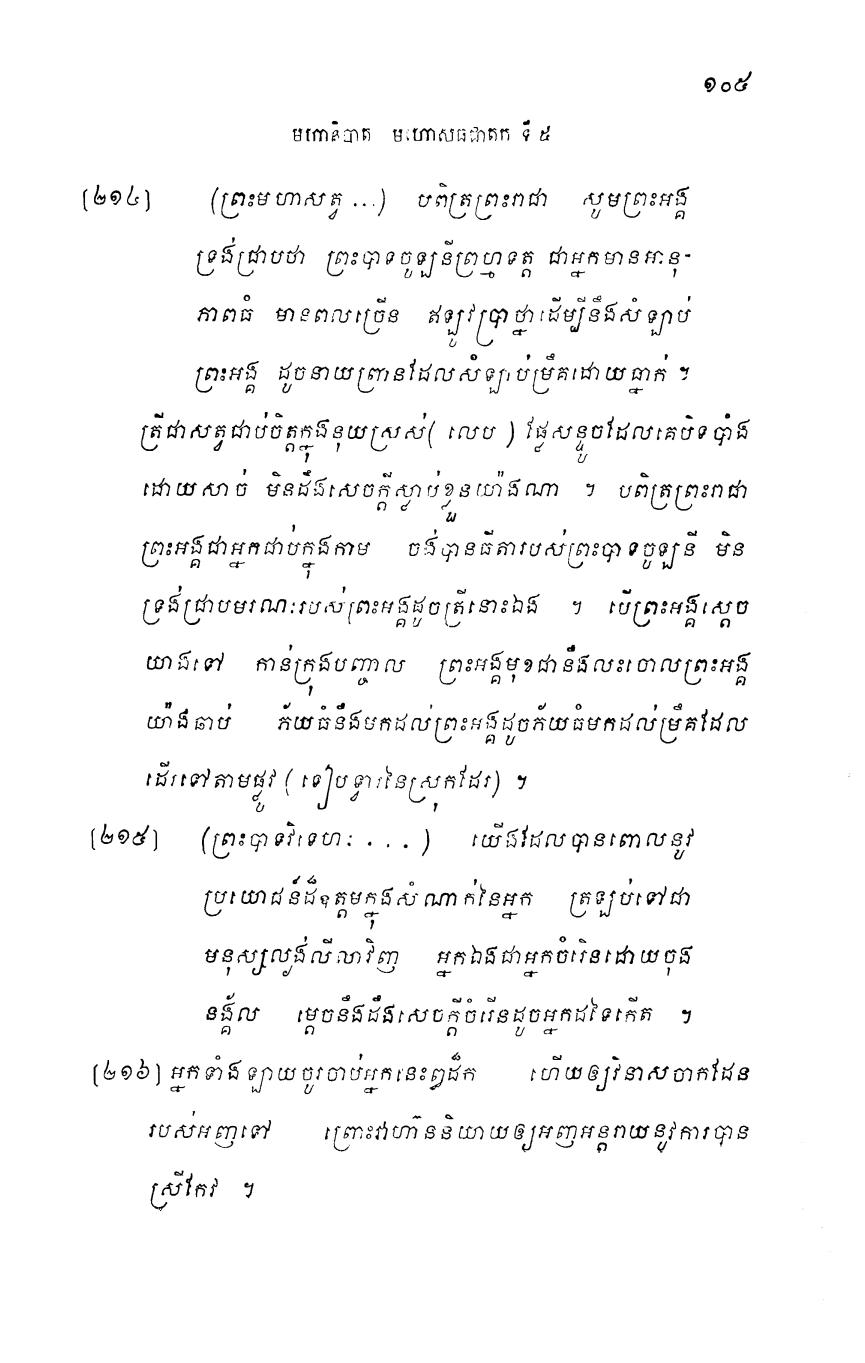 ១០៥
មហានិបាត មហោសធជាតក ទី ៥
[២១៤] (ព្រះមហាសត្វ ...) បពិត្រព្រះរាជា សូមព្រះអង្គ
ទ្រង់ជ្រាបថា ព្រះបាទចូឡនីព្រហ្មទត្ត ជាអ្នកមានអានុ-
ភាពធំ មានពលច្រើន ឥឡូវប្រាថ្នាដើម្បីនឹងសំឡាប់
ព្រះអង្គ ដូចនាយព្រានដែលសំឡាប់ម្រឹគដោយធ្នាក់ ។
ត្រីជាសត្វជាប់ចិត្តក្នុងនុយស្រស់( លេប ) ផ្លែសន្ទូចដែលគេបិទបាំង
ដោយសាច់ មិនដឹងសេចក្តីស្លាប់ខ្លួនយ៉ាងណា ។ បពិត្រព្រះរាជា
ព្រះអង្គជាអ្នកជាប់ក្នុងកាម ចង់បានធីតារបស់ព្រះបាទចូឡនី មិន
ទ្រង់ជ្រាបមរណៈរបស់ព្រះអង្គដូចត្រីនោះឯង ។ បើព្រះអង្គស្តេច
យាងទៅ កាន់ក្រុងបញ្ចាល ព្រះអង្គមុខជានឹងលះចោលព្រះអង្គ
យ៉ាងឆាប់ ភ័យធំនឹងមកដល់ព្រះអង្គដូចភ័យធំមកដល់ម្រឹគដែល
ដើរទៅតាមផ្លូវ ( ទៀបទ្វារនៃស្រុកដែរ) ។
[២១៥] (ព្រះបាទវិទេហៈ . . . ) យើងដែលបានពោលនូវ
ប្រយោជន៍ដ៏ឧត្តមក្នុងសំណាក់នៃអ្នក ត្រឡប់ទៅជា
មនុស្សល្ងង់លីលាវិញ អ្នកឯងជាអ្នកចំរើនដោយចុង
នង្គ័ល ម្តេចនឹងដឹងសេចក្តីចំរើនដូចអ្នកដទៃកើត ។
[២១៦] អ្នកទាំងឡាយចូរចាប់អ្នកនេះឰដ៏ក ហើយឲ្យវិនាសចាកដែន
របស់អញទៅ ព្រោះវាហ៊ាននិយាយឲ្យអញអន្តរាយនូវការបាន
ស្រីកែវ ។